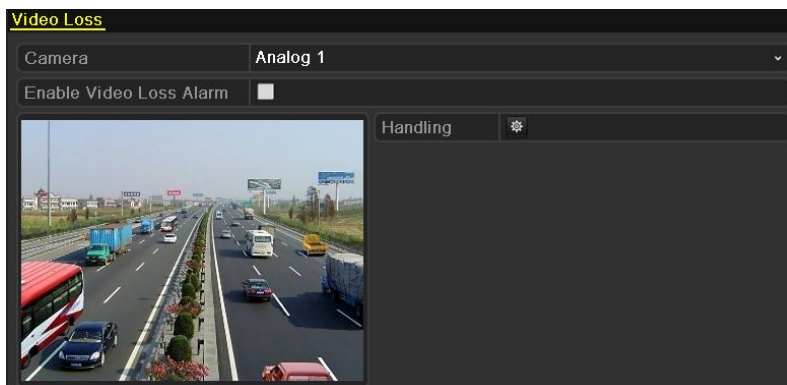 Video Loss
Camera Analog 1
Enable Video Loss Alarm
Handling